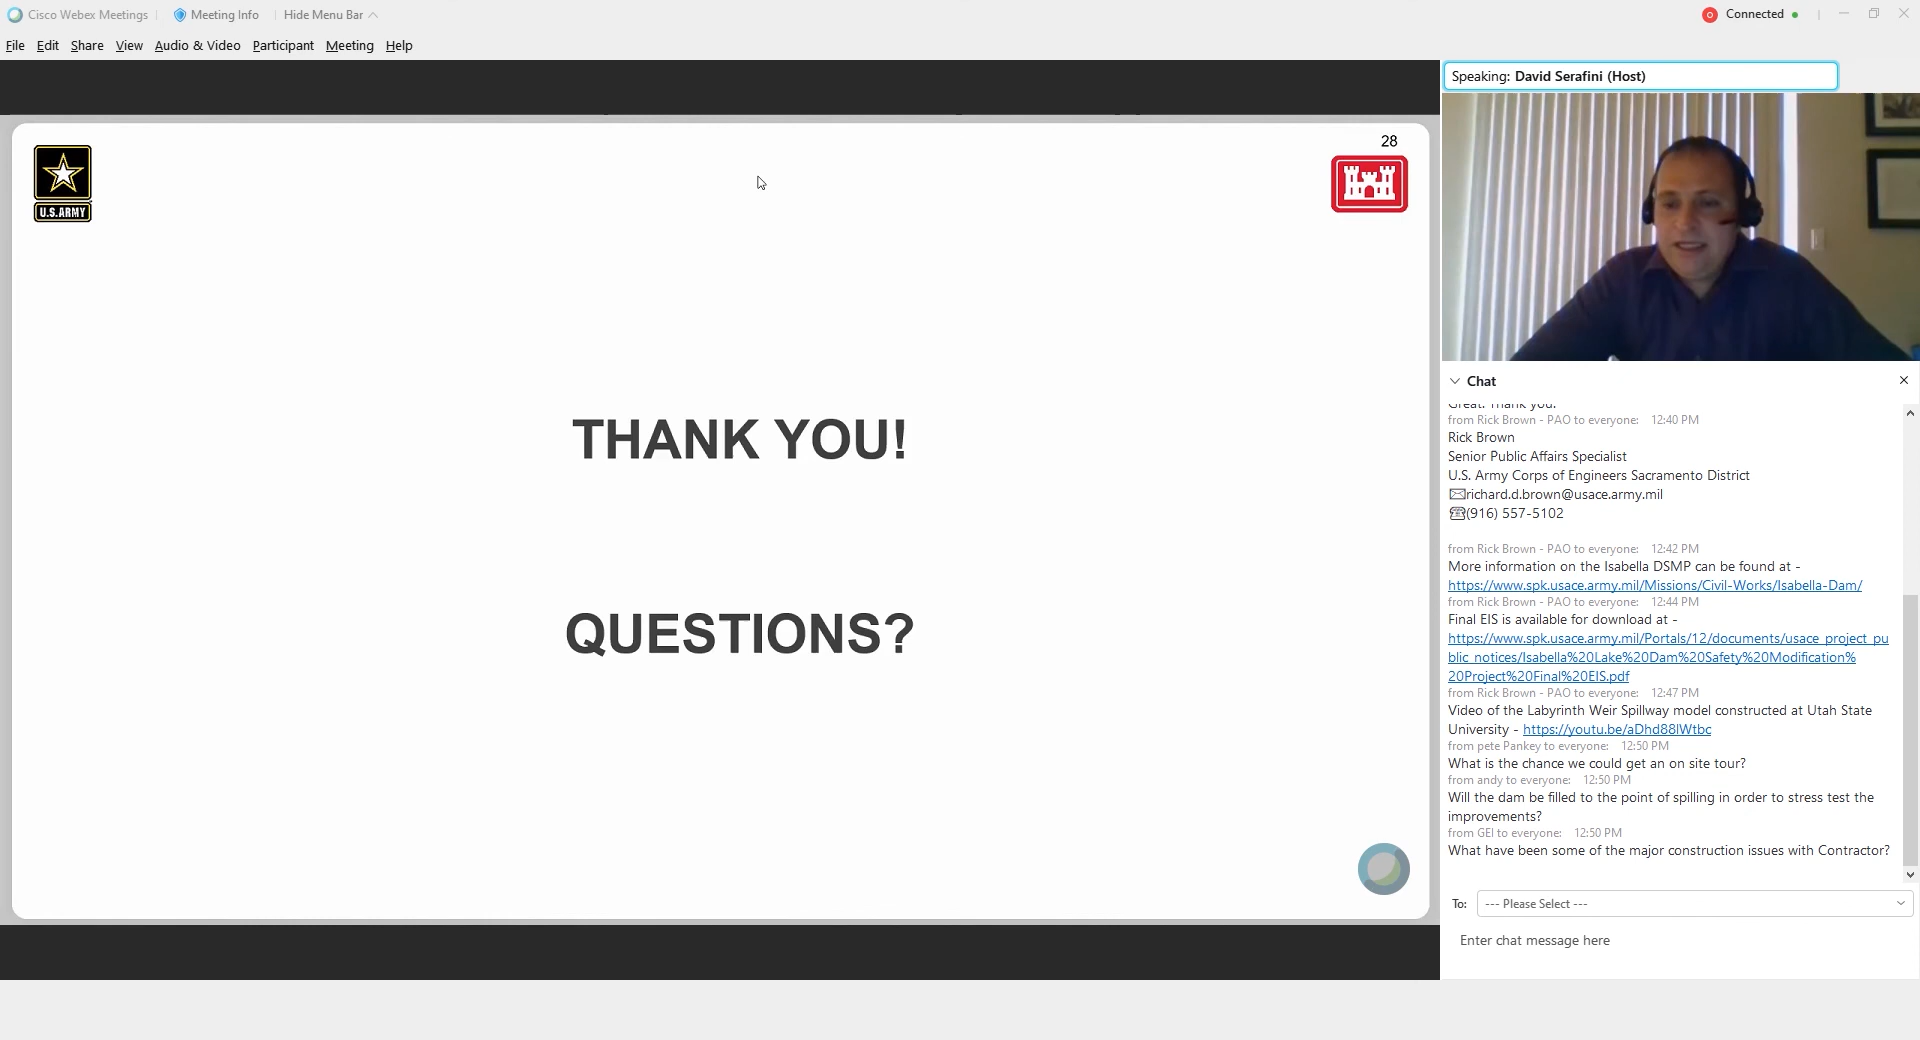 Cisco Webex Meetings
Meeting Info
Hide Menu Bar
Connected
File Edit Share View Audio & Video Participant Meeting Help
28
U.S.ARMY
THANK YOU!
QUESTIONS?
Speaking: David Serafini (Host)
Chat
Great. Thank you.
from Rick Brown - PAO to everyone: 12:40 PM
Rick Brown
Senior Public Affairs Specialist
U.S. Army Corps of Engineers Sacramento District
richard.d.brown@usace.army.mil
(916) 557-5102
from Rick Brown - PAO to everyone: 12:42 PM
More information on the Isabella DSMP can be found at -
https://www.spk.usace.army.mil/Missions/Civil-Works/Isabella-Dam/
from Rick Brown - PAO to everyone: 12:44 PM
Final EIS is available for download at -
https://www.spk.usace.army.mil/Portals/12/documents/usace_project_pu
blic_notices/Isabella%20Lake%20Dam%20Safety%20Modification%
20Project%20Final%20EIS.pdf
from Rick Brown - PAO to everyone: 12:47 PM
Video of the Labyrinth Weir Spillway model constructed at Utah State
University - https://youtu.be/aDhd88lWtbc
from pete Pankey to everyone: 12:50 PM
What is the chance we could get an on site tour?
from andy to everyone: 12:50 PM
Will the dam be filled to the point of spilling in order to stress test the
improvements?
from GEI to everyone: 12:50 PM
What have been some of the major construction issues with Contractor?
To: --- Please Select ---
Enter chat message here